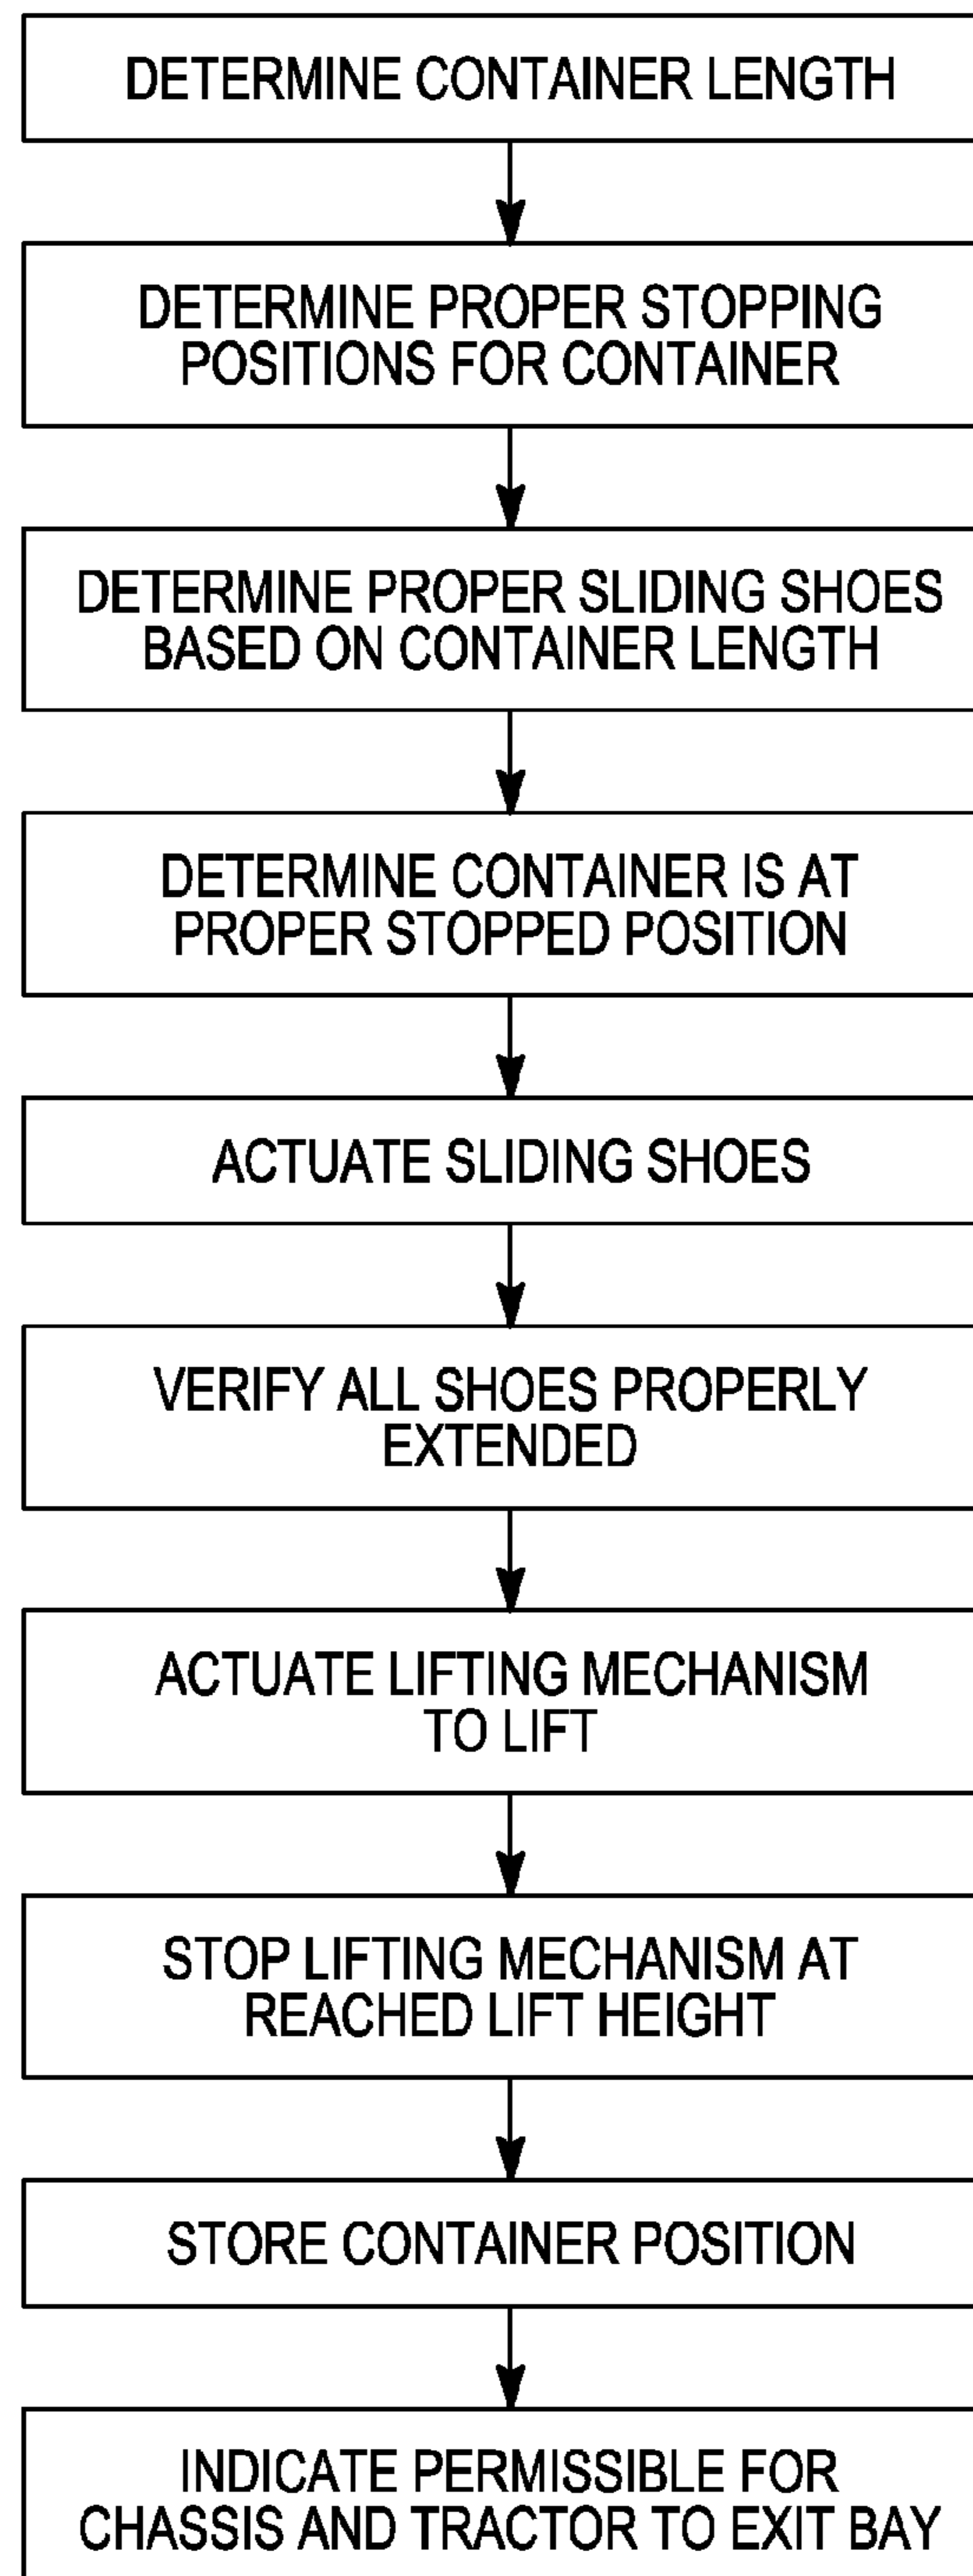 DETERMINE CONTAINER LENGTH
DETERMINE PROPER STOPPING
POSITIONS FOR CONTAINER
DETERMINE PROPER SLIDING SHOES
BASED ON CONTAINER LENGTH
DETERMINE CONTAINER IS AT
PROPER STOPPED POSITION
ACTUATE SLIDING SHOES
VERIFY ALL SHOES PROPERLY
EXTENDED
ACTUATE LIFTING MECHANISM
TO LIFT
STOP LIFTING MECHANISM AT
REACHED LIFT HEIGHT
STORE CONTAINER POSITION
INDICATE PERMISSIBLE FOR
CHASSIS AND TRACTOR TO EXIT BAY